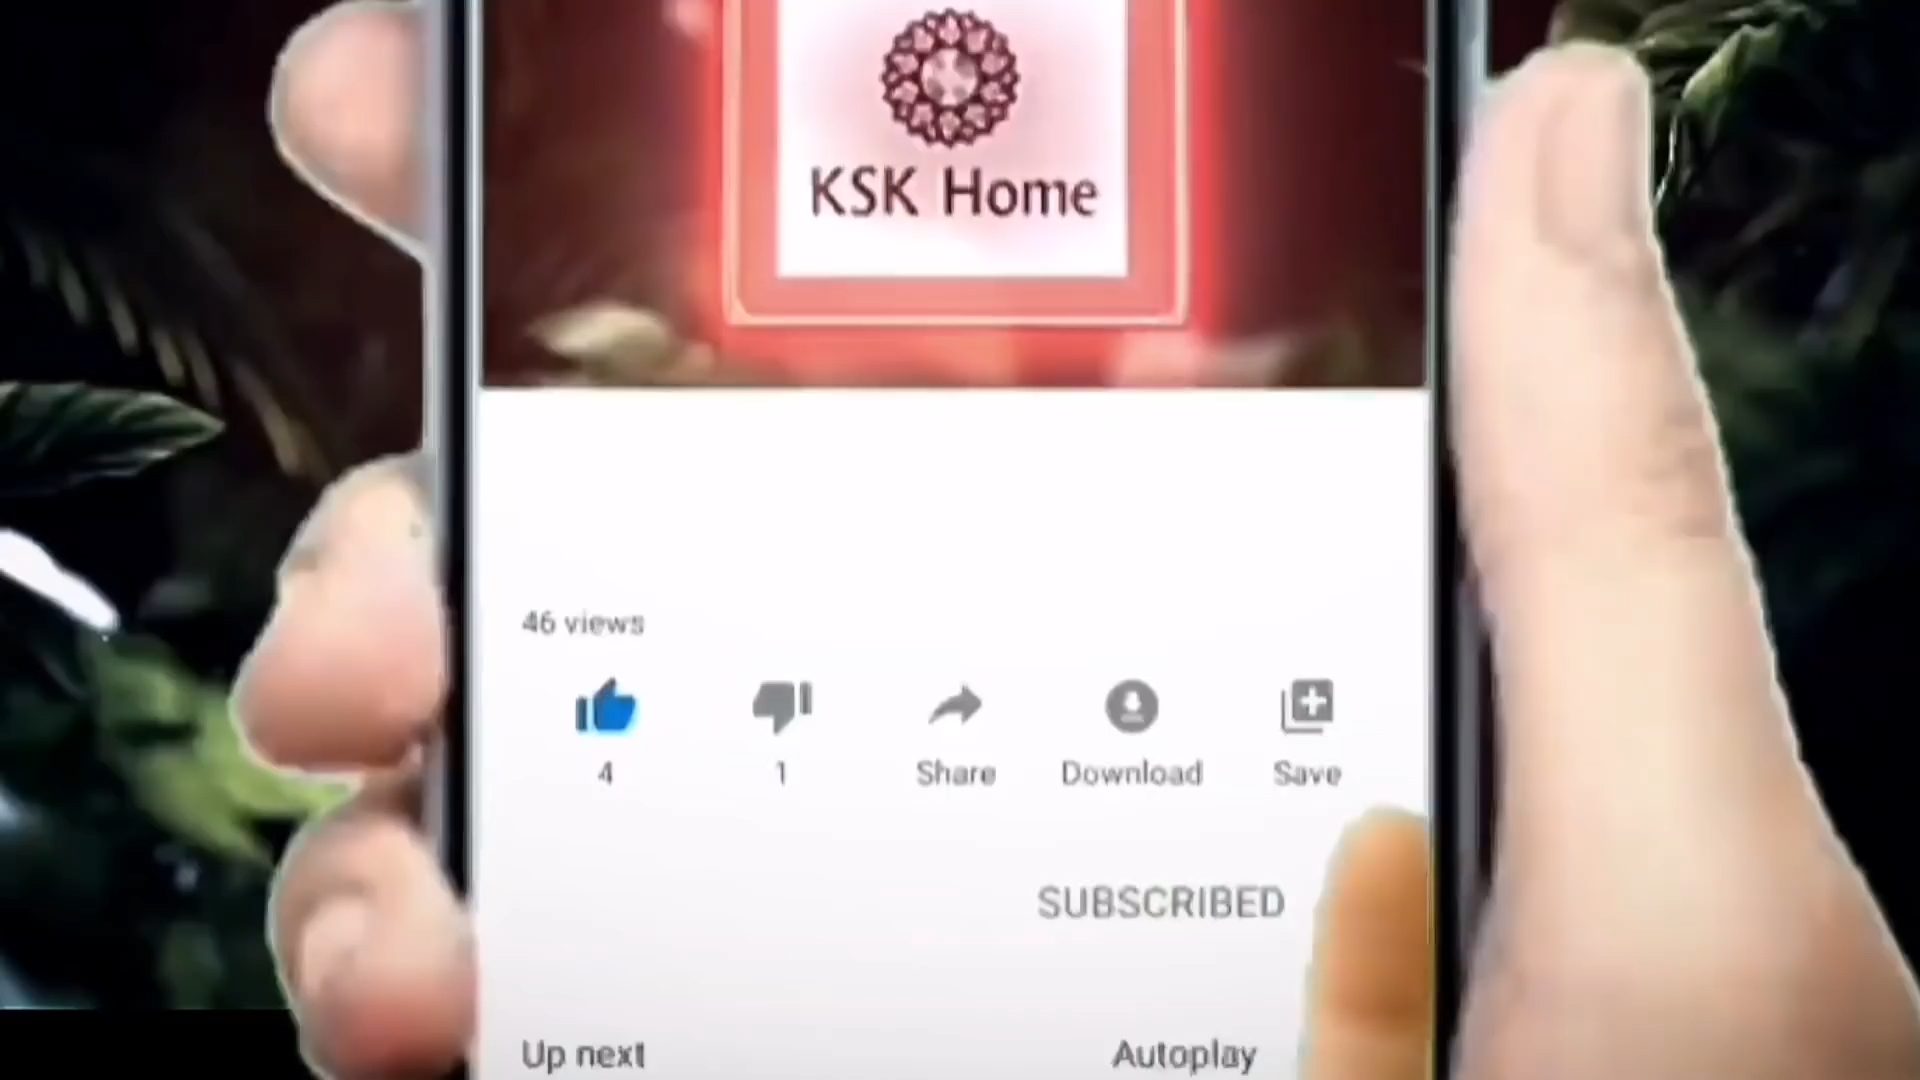 KSK Home
46 views
4 1 Share Download Save
SUBSCRIBED
Up next Autoplay